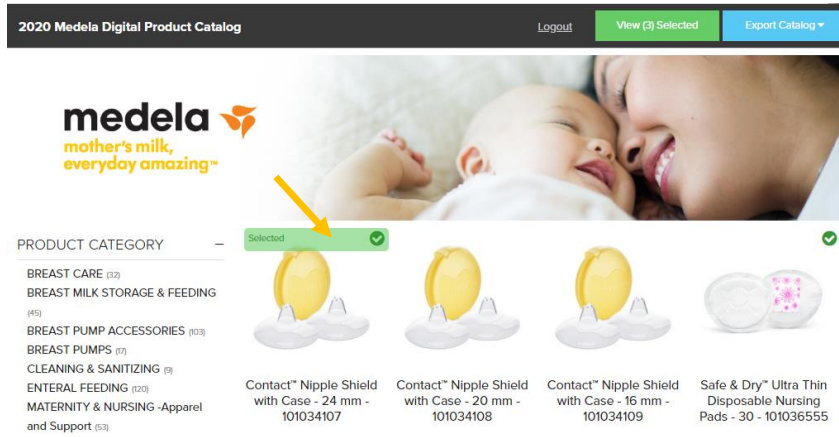 2020 Medela Digital Product Catalog
Logout
View (3) Selected
Export Catalog
medela
mother's milk,
everyday amazing™
PRODUCT CATEGORY –
BREAST CARE (32)
BREAST MILK STORAGE & FEEDING
(45)
BREAST PUMP ACCESSORIES (103)
BREAST PUMPS (17)
CLEANING & SANITIZING (9)
ENTERAL FEEDING (120)
MATERNITY & NURSING -Apparel
and Support (53)
Selected
Contact™ Nipple Shield
with Case - 24 mm -
101034107
Contact™ Nipple Shield
with Case - 20 mm -
101034108
Contact™ Nipple Shield
with Case - 16 mm -
101034109
Safe & Dry™ Ultra Thin
Disposable Nursing
Pads - 30 - 101036555